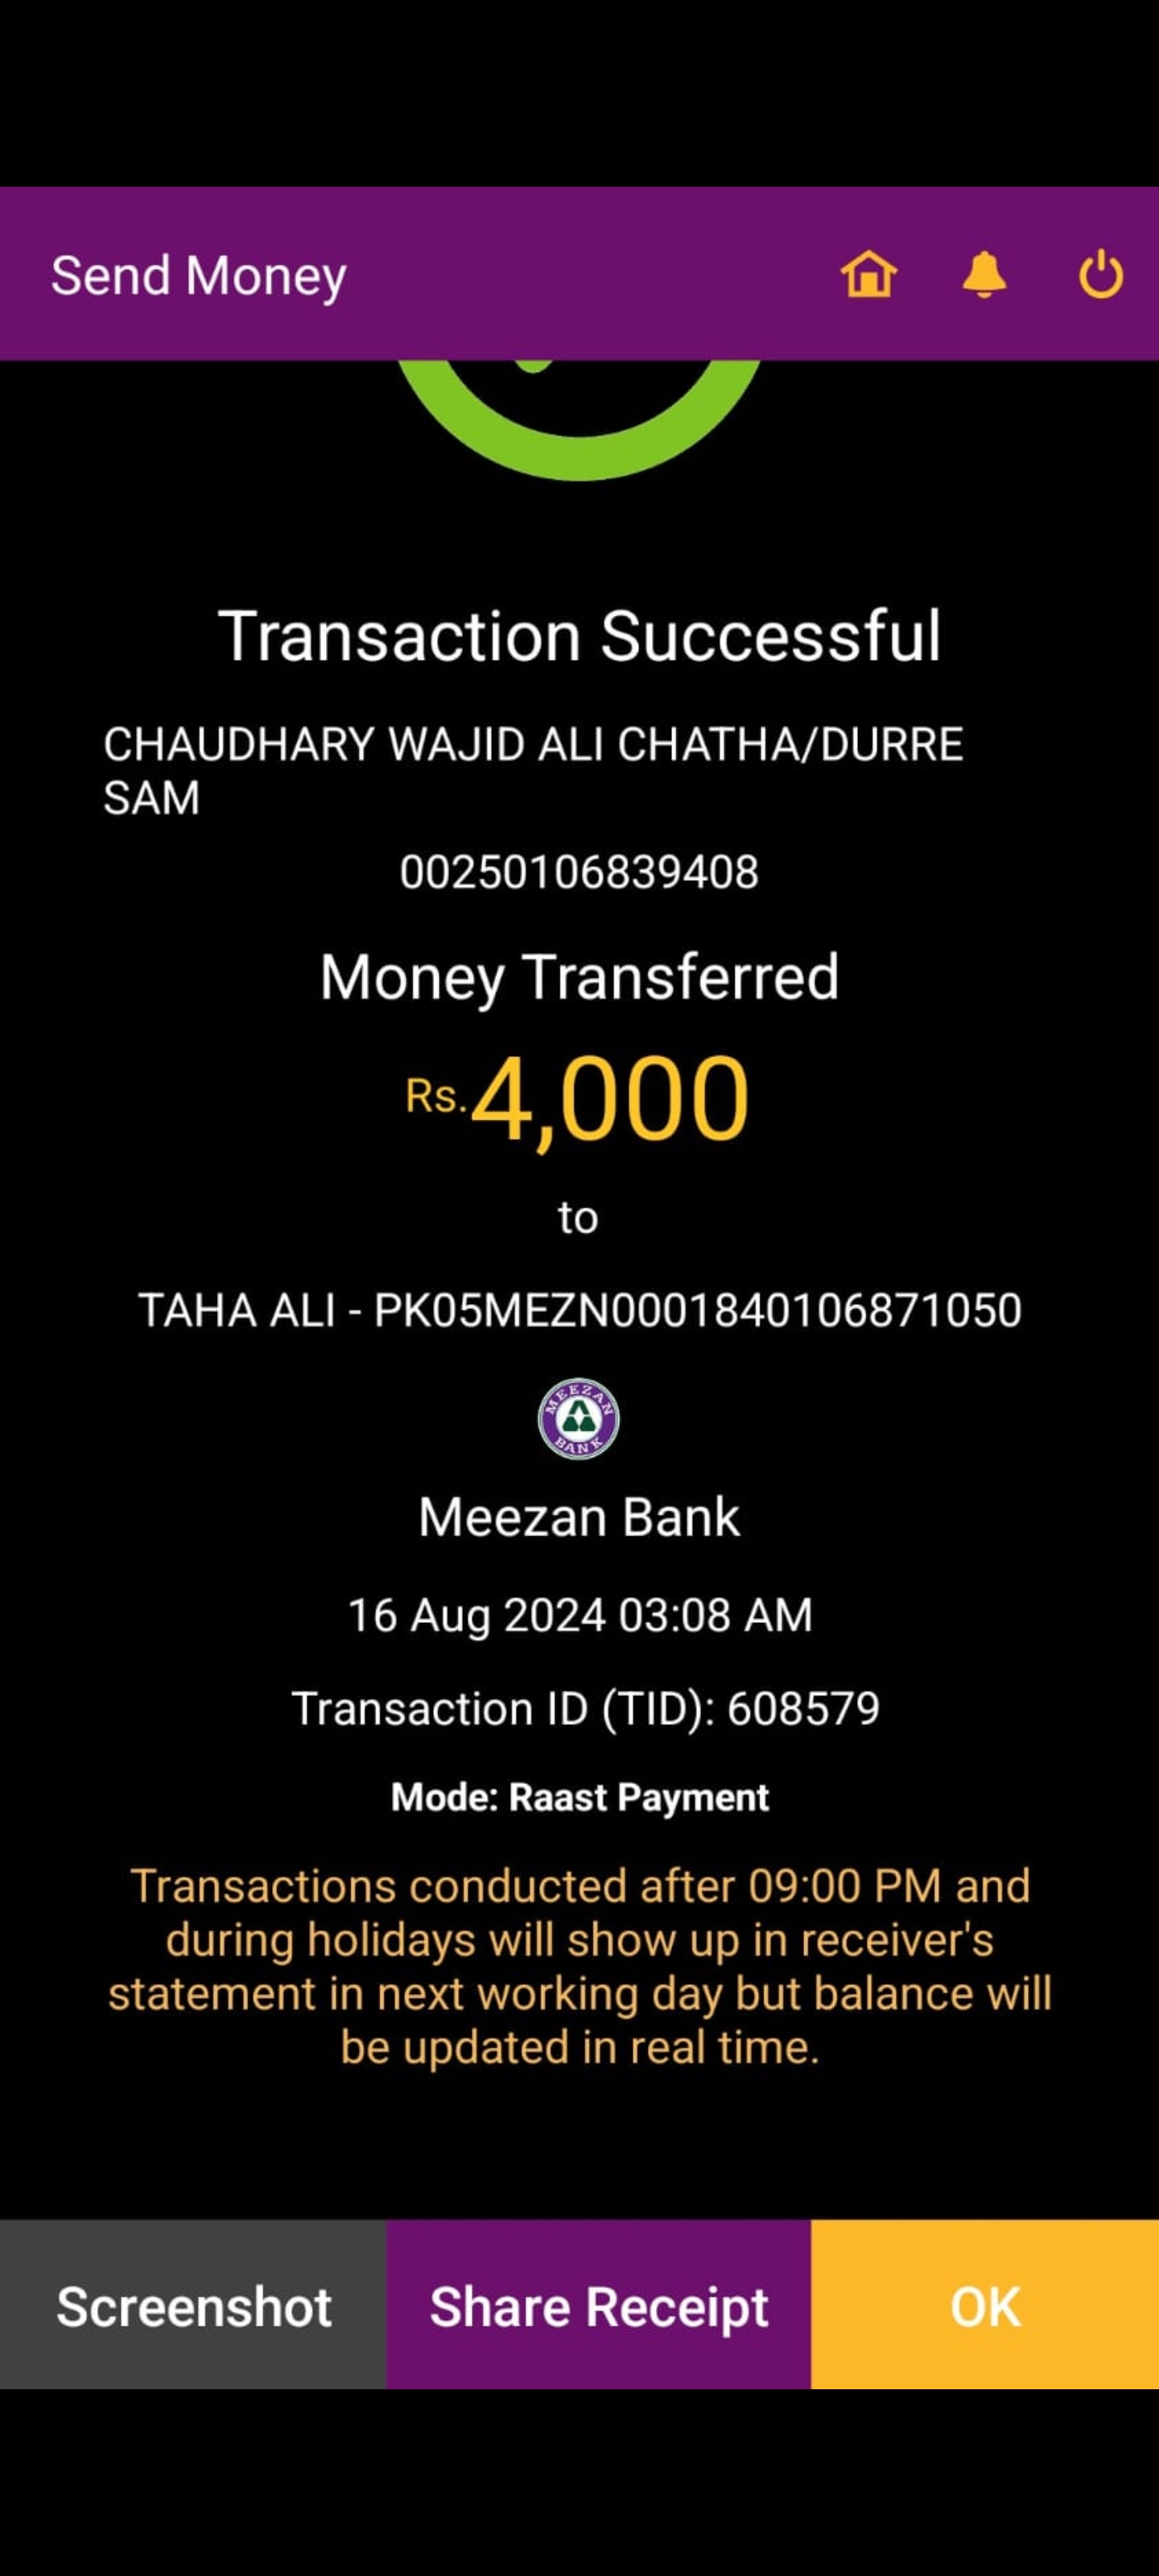 Send Money
Transaction Successful
CHAUDHARY WAJID ALI CHATHA/DURRE
SAM
00250106839408
Money Transferred
Rs.4,000
to
TAHA ALI - PK05MEZN0001840106871050
MEEZAN
BANK
Meezan Bank
16 Aug 2024 03:08 AM
Transaction ID (TID): 608579
Mode: Raast Payment
Transactions conducted after 09:00 PM and
during holidays will show up in receiver's
statement in next working day but balance will
be updated in real time.
Screenshot
Share Receipt
OK